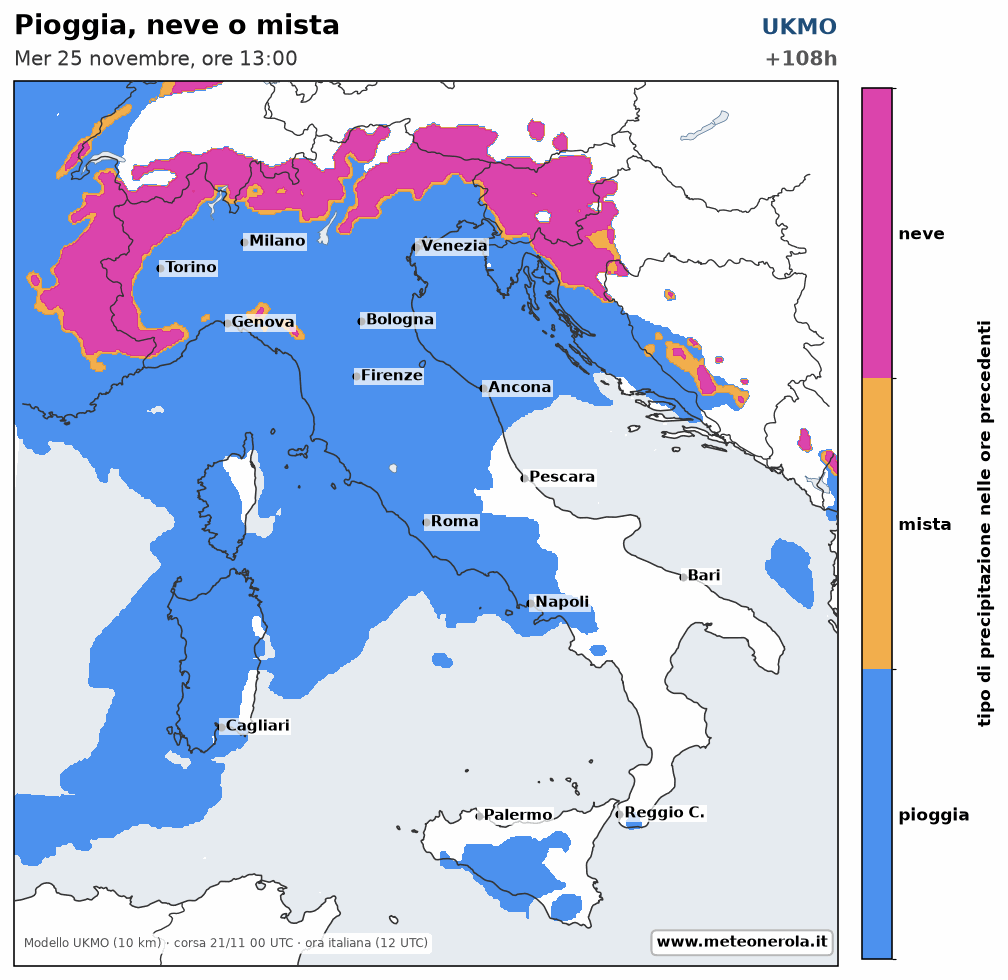 Pioggia, neve o mista
UKMO
Mer 25 novembre, ore 13:00
+108h
neve
Milano
Venezia
Torino
Genova
Bologna
Firenze
Ancona
Pescara
Roma
mista
Bari
Napoli
Cagliari
Palermo
Reggio C.
pioggia
tipo di precipitazione nelle ore precedenti
Modello UKMO (10 km) · corsa 21/11 00 UTC · ora italiana (12 UTC)
www.meteonerola.it